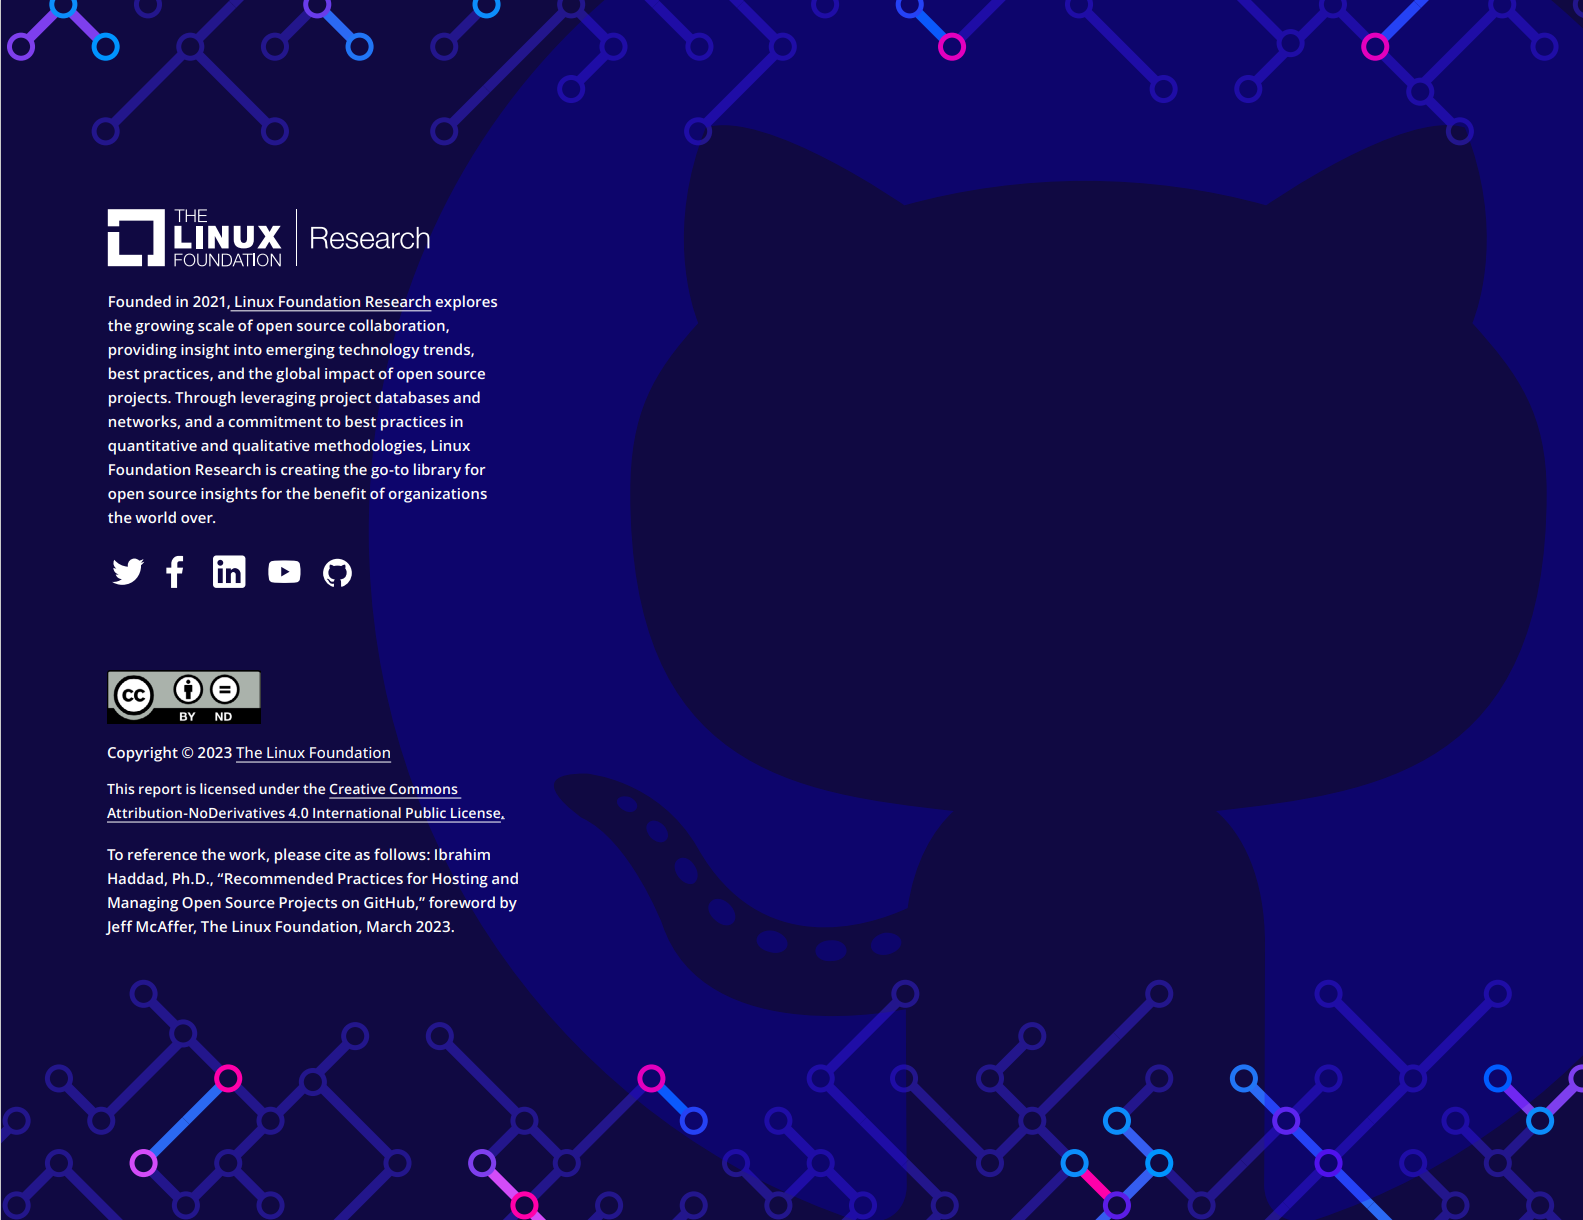 THE
LINUX
FOUNDATION
Research
Founded in 2021, Linux Foundation Research explores
the growing scale of open source collaboration,
providing insight into emerging technology trends,
best practices, and the global impact of open source
projects. Through leveraging project databases and
networks, and a commitment to best practices in
quantitative and qualitative methodologies, Linux
Foundation Research is creating the go-to library for
open source insights for the benefit of organizations
the world over.
in
CC
BY ND
Copyright © 2023 The Linux Foundation
This report is licensed under the Creative Commons
Attribution-NoDerivatives 4.0 International Public License.
To reference the work, please cite as follows: Ibrahim
Haddad, Ph.D., “Recommended Practices for Hosting and
Managing Open Source Projects on GitHub,” foreword by
Jeff McAffer, The Linux Foundation, March 2023.